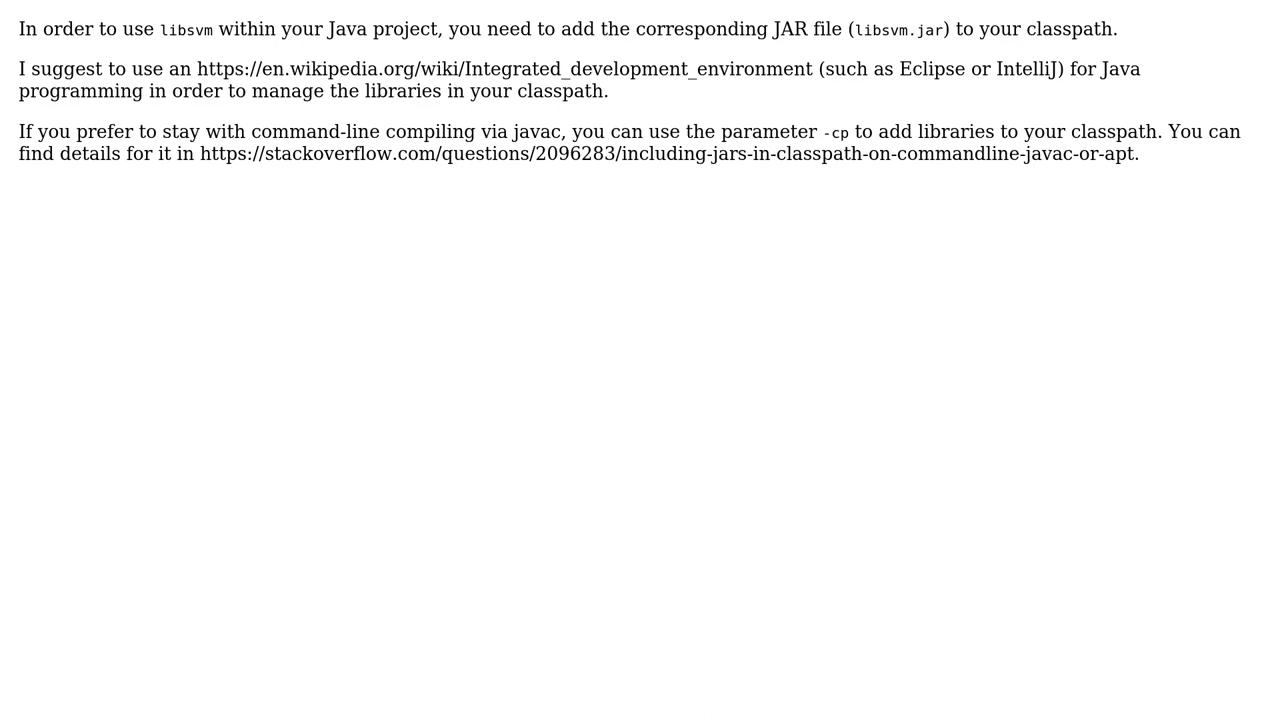 In order to use libsvm within your Java project, you need to add the corresponding JAR file (libsvm.jar) to your classpath.
I suggest to use an https://en.wikipedia.org/wiki/Integrated_development_environment (such as Eclipse or IntelliJ) for Java
programming in order to manage the libraries in your classpath.
If you prefer to stay with command-line compiling via javac, you can use the parameter -cp to add libraries to your classpath. You can
find details for it in https://stackoverflow.com/questions/2096283/including-jars-in-classpath-on-commandline-javac-or-apt.